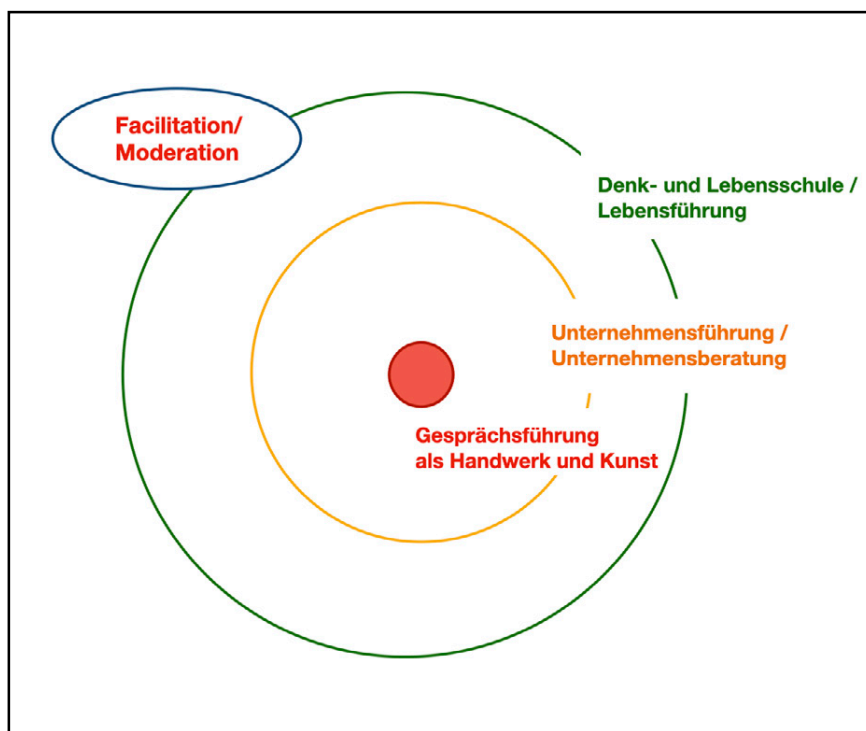 Facilitation/
Moderation
Denk- und Lebensschule /
Lebensführung
Unternehmensführung /
Unternehmensberatung
Gesprächsführung
als Handwerk und Kunst